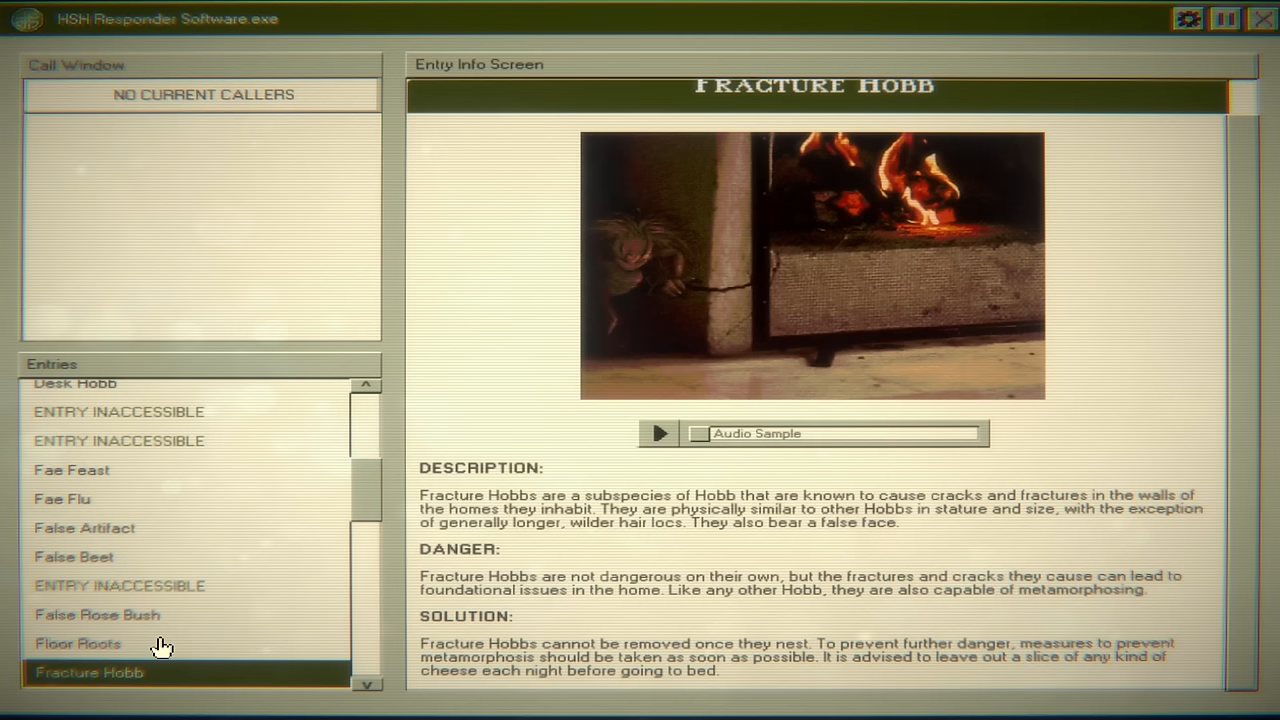 HSH Responder Software.exe
Call Window
NO CURRENT CALLERS
Entries
Desk Hobb
ENTRY INACCESSIBLE
ENTRY INACCESSIBLE
Fae Feast
Fae Flu
False Artifact
False Beet
ENTRY INACCESSIBLE
False Rose Bush
Floor Roots
Fracture Hobb
Entry Info Screen
FRACTURE HOBB
Audio Sample
DESCRIPTION:
Fracture Hobbs are a subspecies of Hobb that are known to cause cracks and fractures in the walls of
the homes they inhabit. They are physically similar to other Hobbs in stature and size, with the exception
of generally longer, wilder hair locs. They also bear a false face.
DANGER:
Fracture Hobbs are not dangerous on their own, but the fractures and cracks they cause can lead to
foundational issues in the home. Like any other Hobb, they are also capable of metamorphosing.
SOLUTION:
Fracture Hobbs cannot be removed once they nest. To prevent further danger, measures to prevent
metamorphosis should be taken as soon as possible. It is advised to leave out a slice of any kind of
cheese each night before going to bed.